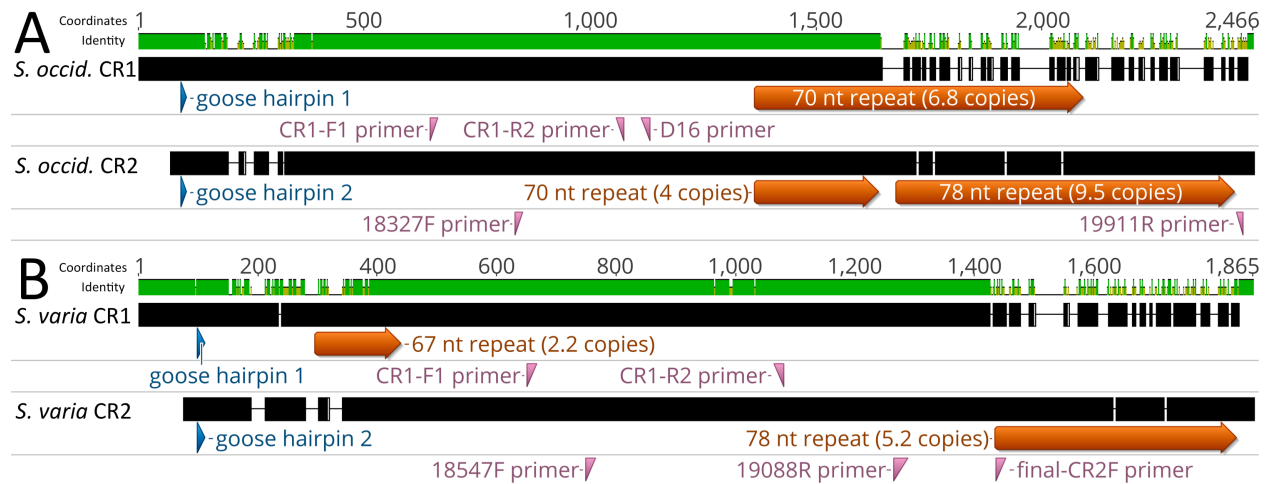 A
Coordinates 1 500 1,000 1,500 2,000 2,466
Identity
S. occid. CR1
goose hairpin 1 70 nt repeat (6.8 copies)
CR1-F1 primer CR1-R2 primer D16 primer
S. occid. CR2
goose hairpin 2 70 nt repeat (4 copies) 78 nt repeat (9.5 copies)
18327F primer 19911R primer
B
Coordinates 1 200 400 600 800 1,000 1,200 1,400 1,600 1,865
Identity
S. varia CR1
67 nt repeat (2.2 copies)
goose hairpin 1 CR1-F1 primer CR1-R2 primer
S. varia CR2
goose hairpin 2 78 nt repeat (5.2 copies)
18547F primer 19088R primer final-CR2F primer